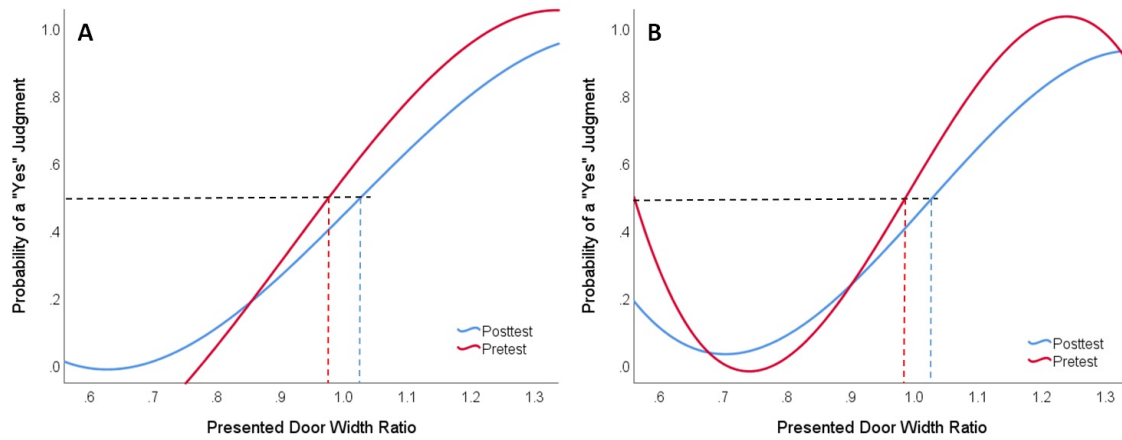 A
Probability of a "Yes" Judgment
1.0
.8
.6
.4
.2
.0
Posttest
Pretest
.6 .7 .8 .9 1.0 1.1 1.2 1.3
Presented Door Width Ratio
B
Probability of a "Yes" Judgment
1.0
.8
.6
.4
.2
.0
Posttest
Pretest
.6 .7 .8 .9 1.0 1.1 1.2 1.3
Presented Door Width Ratio